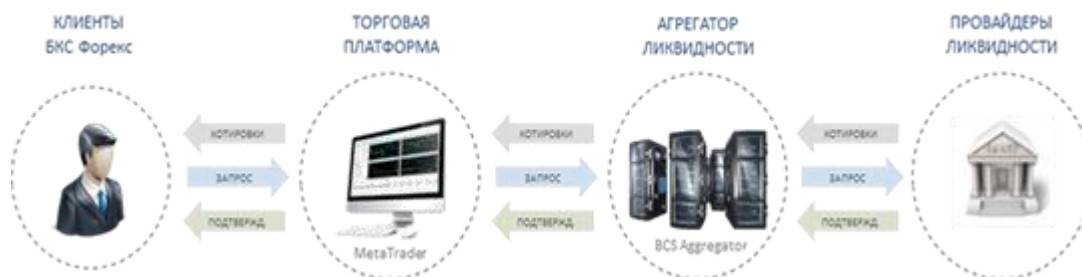 КЛИЕНТЫ
БКС Форекс
ТОРГОВАЯ
ПЛАТФОРМА
АГРЕГАТОР
ЛИКВИДНОСТИ
ПРОВАЙДЕРЫ
ЛИКВИДНОСТИ
КОТИРОВКИ
КОТИРОВКИ
КОТИРОВКИ
ЗАПРОС
ЗАПРОС
ЗАПРОС
ПОДТВЕРЖД.
ПОДТВЕРЖД.
ПОДТВЕРЖД.
MetaTrader
BCS Aggregator